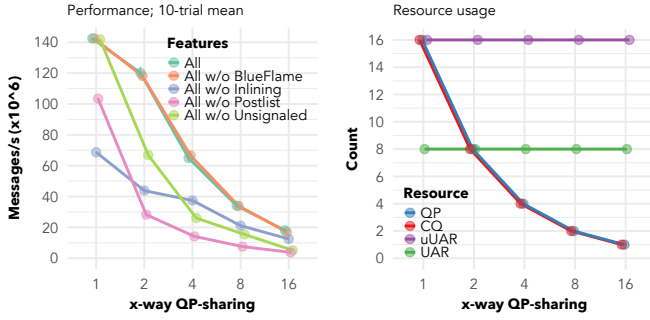 Performance; 10-trial mean
Messages/s (x10^6)
140
120
100
80
60
40
20
0
Features
All
All w/o BlueFlame
All w/o Inlining
All w/o Postlist
All w/o Unsignaled
1 2 4 8 16
x-way QP-sharing
Resource usage
Count
16
14
12
10
8
6
4
2
0
Resource
QP
CQ
uUAR
UAR
1 2 4 8 16
x-way QP-sharing